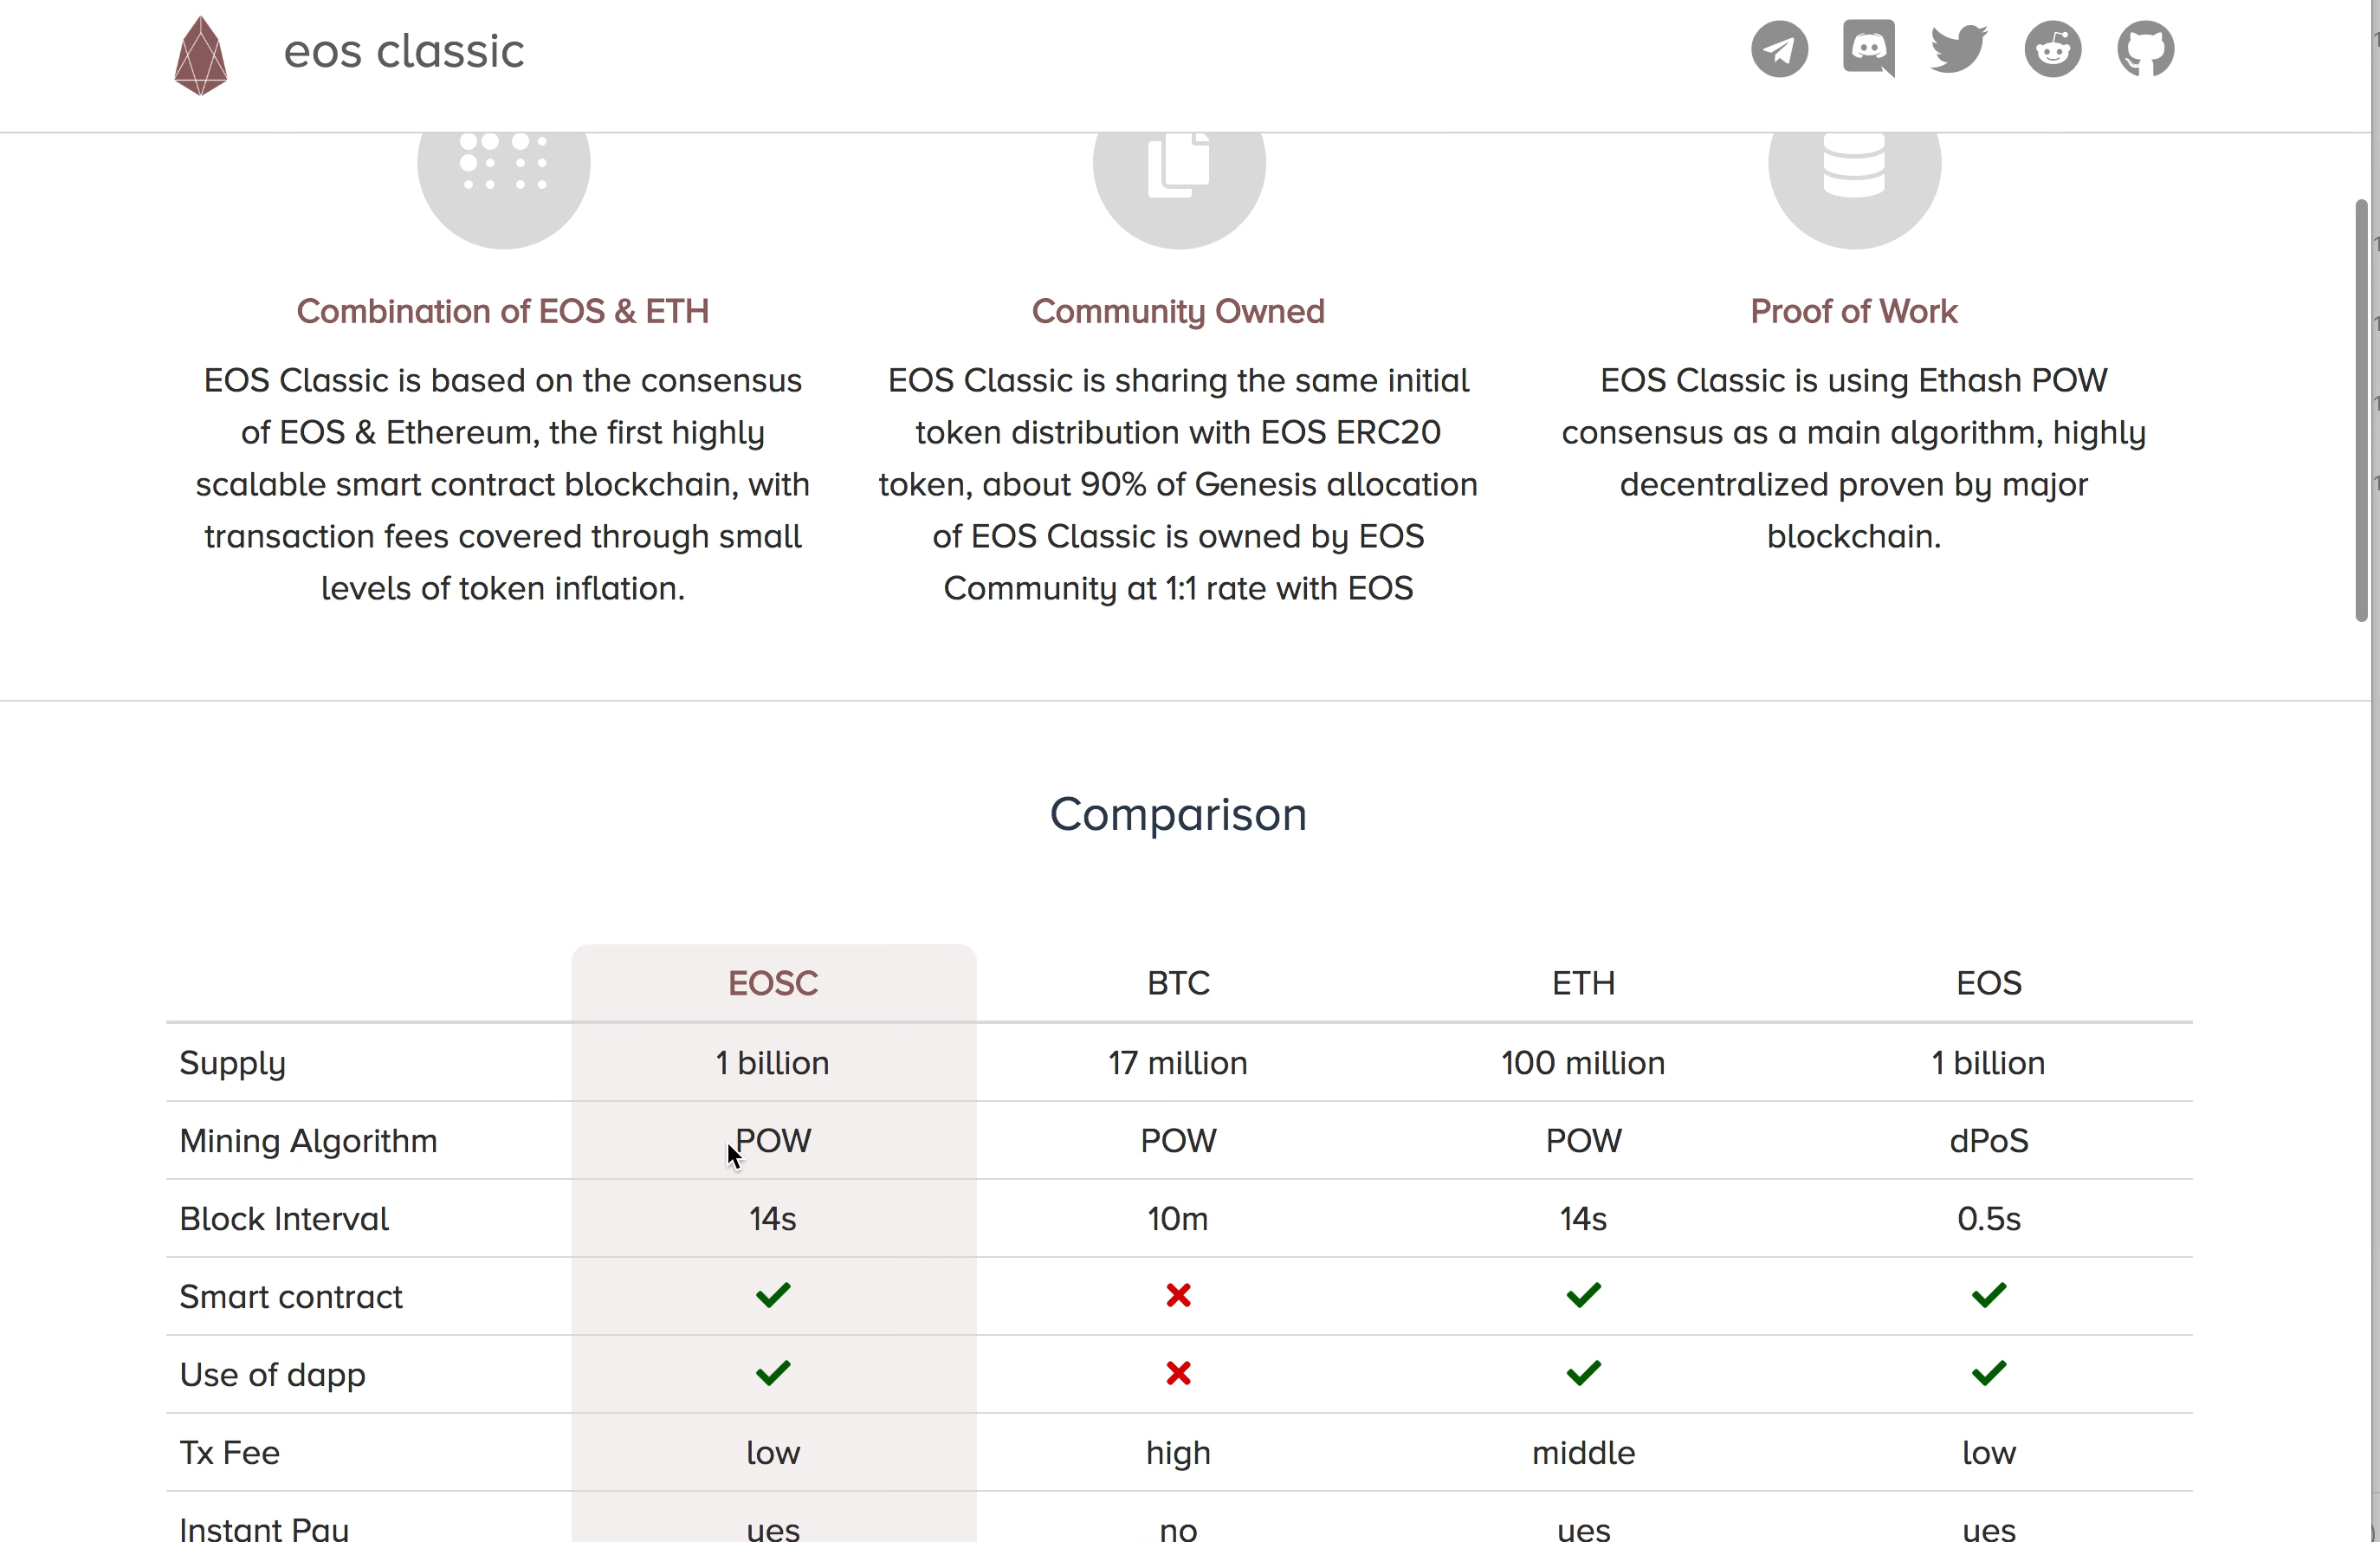 eos classic
Combination of EOS & ETH
EOS Classic is based on the consensus
of EOS & Ethereum, the first highly
scalable smart contract blockchain, with
transaction fees covered through small
levels of token inflation.
Community Owned
EOS Classic is sharing the same initial
token distribution with EOS ERC20
token, about 90% of Genesis allocation
of EOS Classic is owned by EOS
Community at 1:1 rate with EOS
Proof of Work
EOS Classic is using Ethash POW
consensus as a main algorithm, highly
decentralized proven by major
blockchain.
Comparison
EOSC BTC ETH EOS
Supply 1 billion 17 million 100 million 1 billion
Mining Algorithm POW POW POW dPoS
Block Interval 14s 10m 14s 0.5s
Smart contract
Use of dapp
Tx Fee low high middle low
Instant Pay yes no yes yes